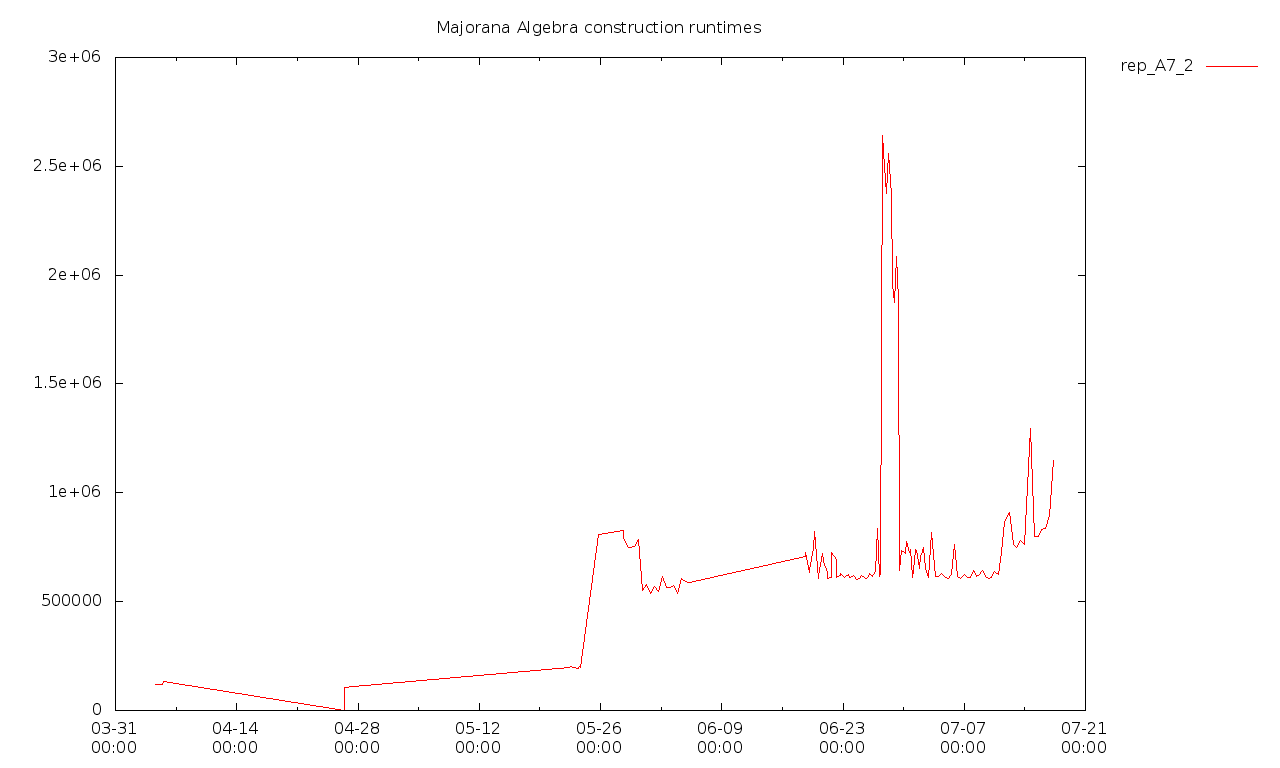 Majorana Algebra construction runtimes
rep_A7_2
3e+06
2.5e+06
2e+06
1.5e+06
1e+06
500000
0
03-31 04-14 04-28 05-12 05-26 06-09 06-23 07-07 07-21
00:00 00:00 00:00 00:00 00:00 00:00 00:00 00:00 00:00